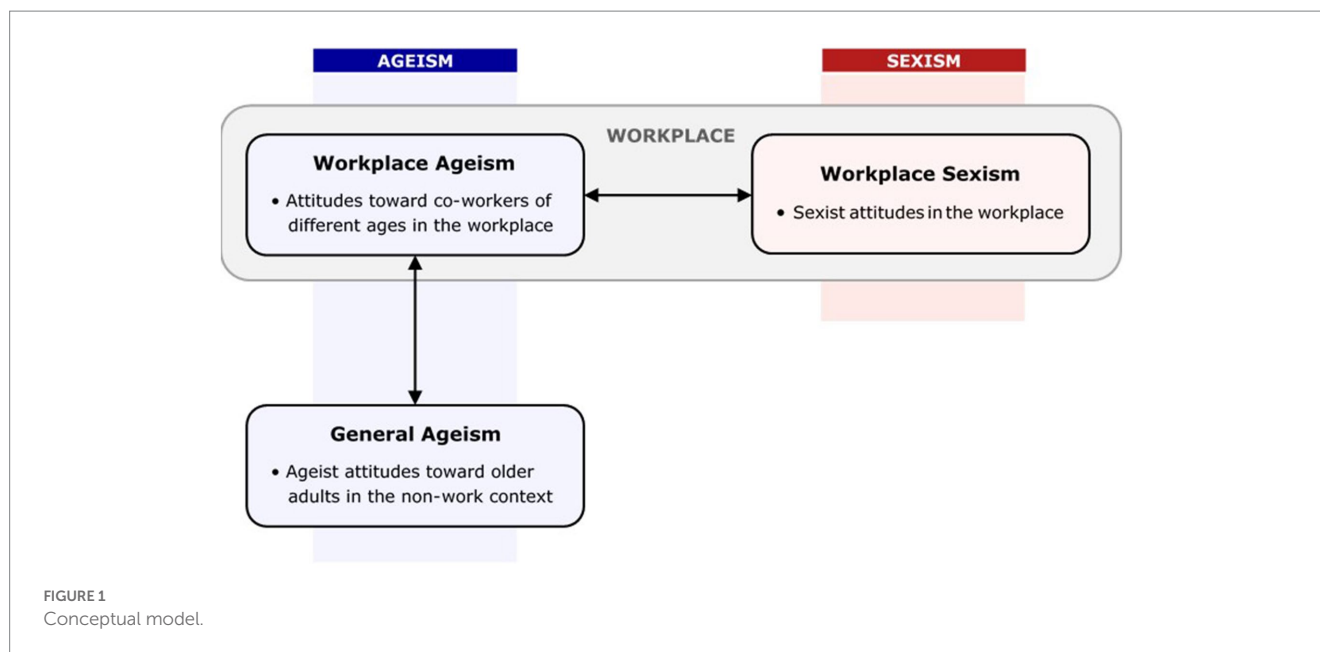 AGEISM
SEXISM
WORKPLACE
Workplace Ageism
• Attitudes toward co-workers of
different ages in the workplace
Workplace Sexism
• Sexist attitudes in the workplace
General Ageism
• Ageist attitudes toward older
adults in the non-work context
FIGURE 1
Conceptual model.